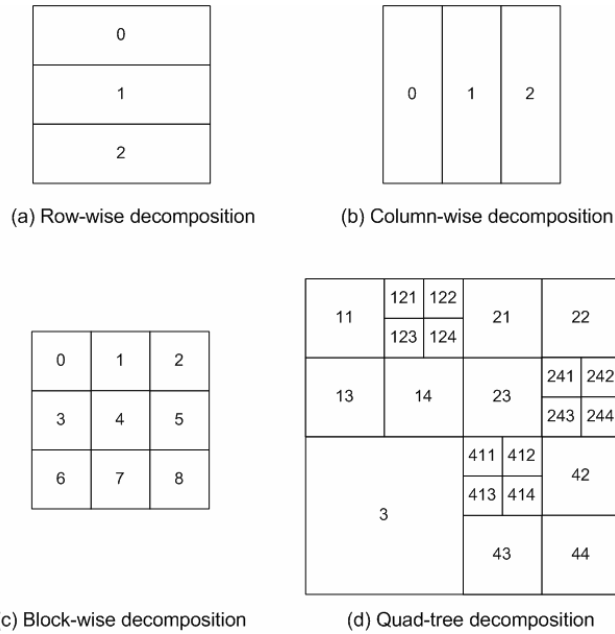 0
1
2
(a) Row-wise decomposition
0 1 2
(b) Column-wise decomposition
0 1 2
3 4 5
6 7 8
(c) Block-wise decomposition
11 121 122 21 22
123 124
13 14 23 241 242
243 244
3 411 412 42
413 414
43 44
(d) Quad-tree decomposition